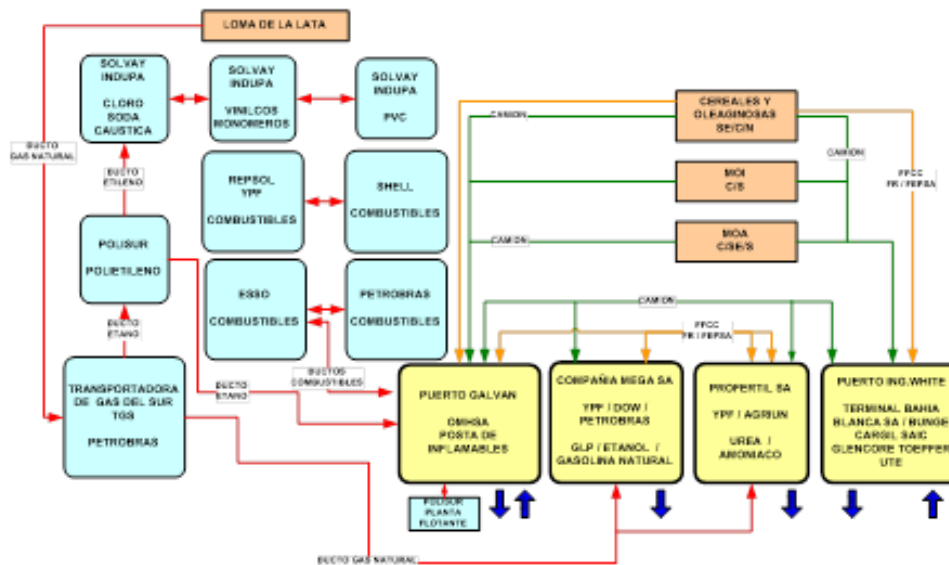 LOMA DE LA LATA
SOLVAY
INDUPA
CLORO
SODA
CAUSTICA
SOLVAY
INDUPA
VINILCOS
MONOMEROS
SOLVAY
INDUPA
PVC
CEREALES Y
OLEAGINOSAS
SE/C/N
CAMION
CAMION
DUCTO
GAS NATURAL
DUCTO
ETILENO
REPSOL
YPF
COMBUSTIBLES
SHELL
COMBUSTIBLES
MOI
C/S
FFCC
FR / FEPSA
POLISUR
POLIETILENO
MOA
C/SE/S
CAMION
ESSO
COMBUSTIBLES
PETROBRAS
COMBUSTIBLES
DUCTO
ETANO
CAMION
FFCC
FR / FEPSA
TRANSPORTADORA
DE GAS DEL SUR
TGS
PETROBRAS
DUCTO
ETANO
DUCTOS
COMBUSTIBLES
PUERTO GALVAN
OMHSA
POSTA DE
INFLAMABLES
COMPAÑIA MEGA SA
YPF / DOW /
PETROBRAS
GLP / ETANOL /
GASOLINA NATURAL
PROFERTIL SA
YPF / AGRIUN
UREA /
AMONIACO
PUERTO ING.WHITE
TERMINAL BAHIA
BLANCA SA / BUNGE
CARGIL SAIC
GLENCORE TOEPFER
UTE
POLISUR
PLANTA
FLOTANTE
DUCTO GAS NATURAL